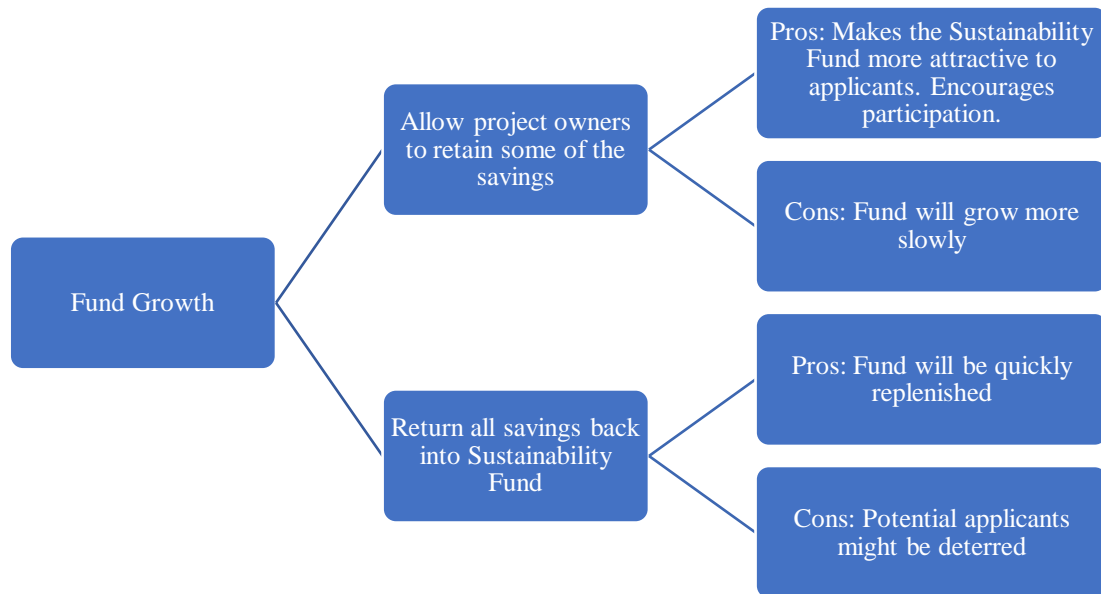 Fund Growth
Allow project owners
to retain some of the
savings
Pros: Makes the Sustainability
Fund more attractive to
applicants. Encourages
participation.
Cons: Fund will grow more
slowly
Return all savings back
into Sustainability
Fund
Pros: Fund will be quickly
replenished
Cons: Potential applicants
might be deterred